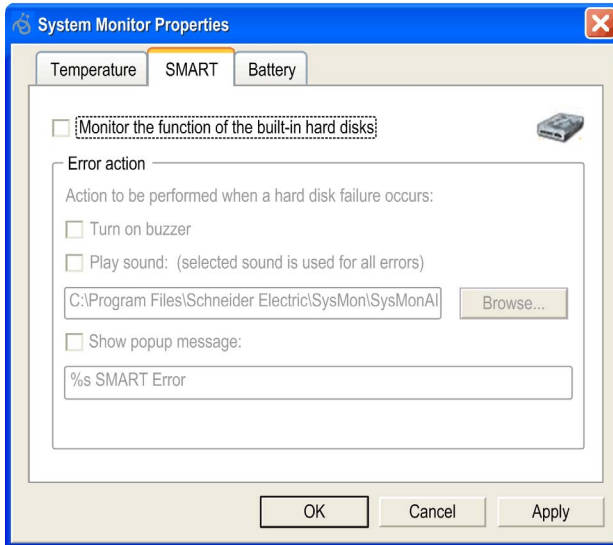 System Monitor Properties
Temperature SMART Battery
Monitor the function of the built-in hard disks
Error action
Action to be performed when a hard disk failure occurs:
Turn on buzzer
Play sound: (selected sound is used for all errors)
C:\Program Files\Schneider Electric\SysMon\SysMonAl Browse...
Show popup message:
%s SMART Error
OK Cancel Apply